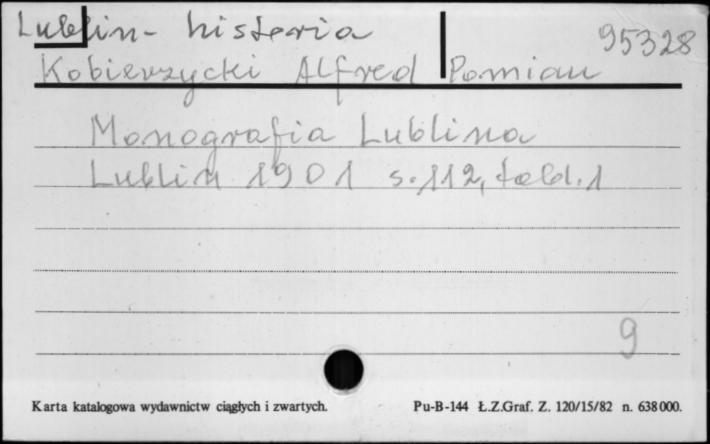 Lublin - historia 95328
Kobierzycki Alfred Pomian
Monografia Lublina
Lublin 1901 s. 112, tabl. 1
9
Karta katalogowa wydawnictw ciągłych i zwartych. Pu-B-144 Ł.Z.Graf. Z. 120/15/82 n. 638000.